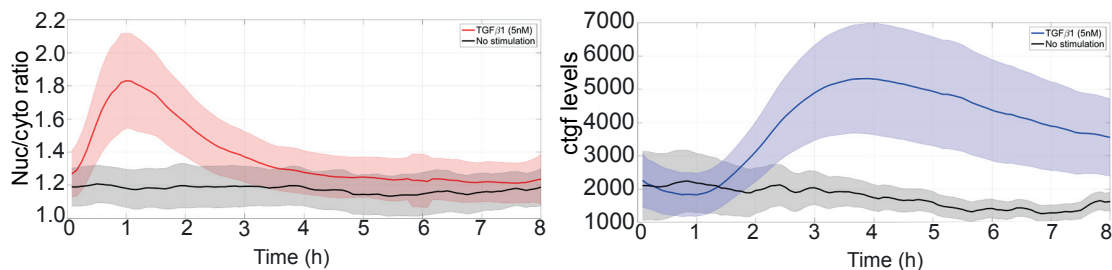 2.2
2.0
1.8
1.6
1.4
1.2
1.0
Nuc/cyto ratio
TGFβ1 (5nM)
No stimulation
0 1 2 3 4 5 6 7 8
Time (h)
7000
6000
5000
4000
3000
2000
1000
ctgf levels
TGFβ1 (5nM)
No stimulation
0 1 2 3 4 5 6 7 8
Time (h)